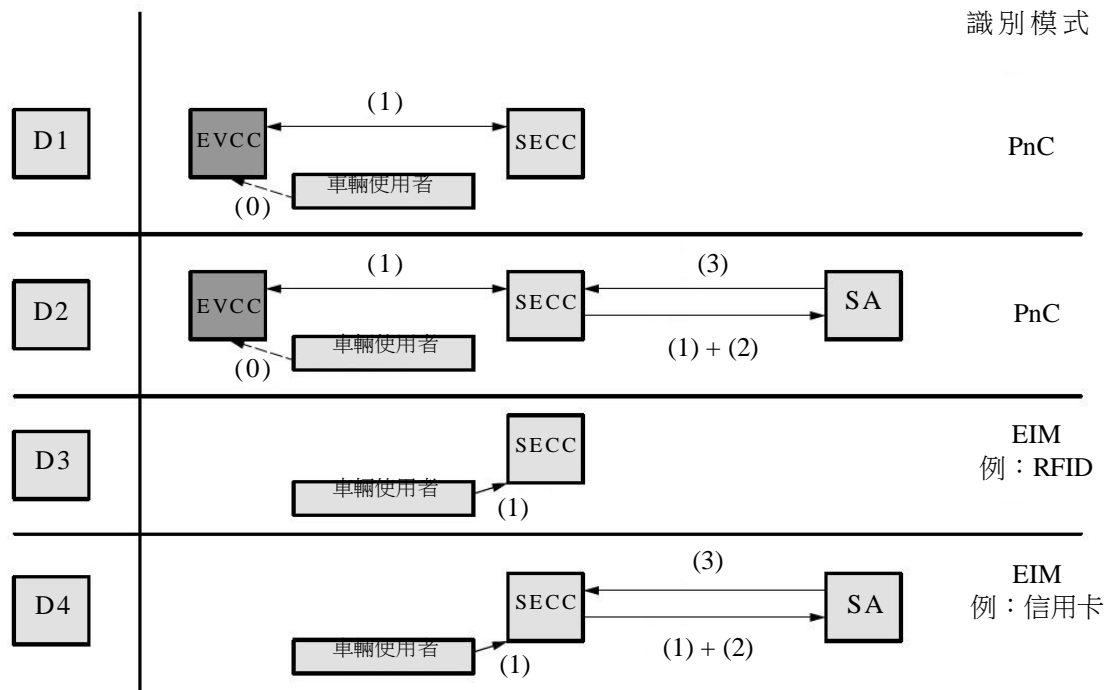 識別模式
(1)
D1
EVCC
SECC
PnC
車輛使用者
(0)
(1)
(3)
D2
EVCC
SECC
SA
PnC
車輛使用者
(0)
(1) + (2)
D3
SECC
EIM
例：RFID
車輛使用者
(1)
(3)
D4
SECC
SA
EIM
例：信用卡
車輛使用者
(1)
(1) + (2)